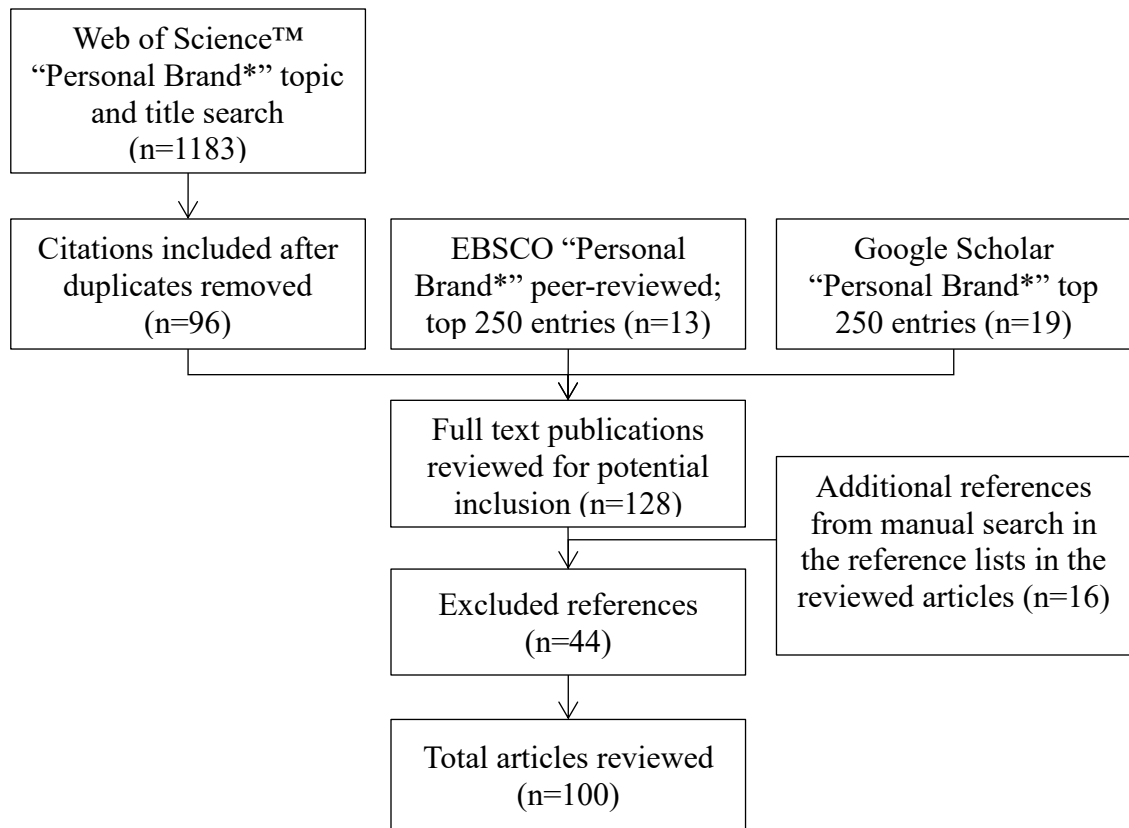 Web of Science™
“Personal Brand*” topic
and title search
(n=1183)
Citations included after
duplicates removed
(n=96)
EBSCO “Personal
Brand*” peer-reviewed;
top 250 entries (n=13)
Google Scholar
“Personal Brand*” top
250 entries (n=19)
Full text publications
reviewed for potential
inclusion (n=128)
Additional references
from manual search in
the reference lists in the
reviewed articles (n=16)
Excluded references
(n=44)
Total articles reviewed
(n=100)